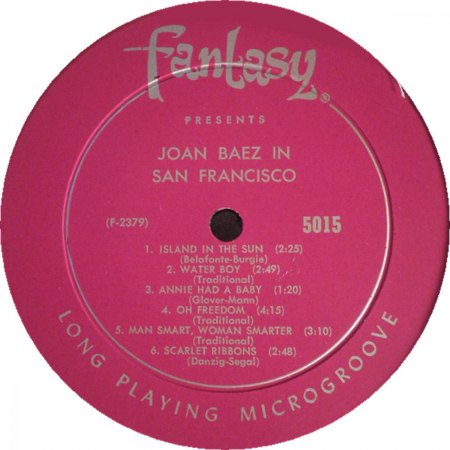 Fantasy®
PRESENTS
JOAN BAEZ IN
SAN FRANCISCO
(F-2379)
5015
1. ISLAND IN THE SUN (2:25)
(Belafonte-Burgie)
2. WATER BOY (2:49)
(Traditional)
3. ANNIE HAD A BABY (1:20)
(Glover-Mann)
4. OH FREEDOM (4:15)
(Traditional)
5. MAN SMART, WOMAN SMARTER (3:10)
(Traditional)
6. SCARLET RIBBONS (2:48)
(Danzig-Segal)
LONG PLAYING MICROGROOVE